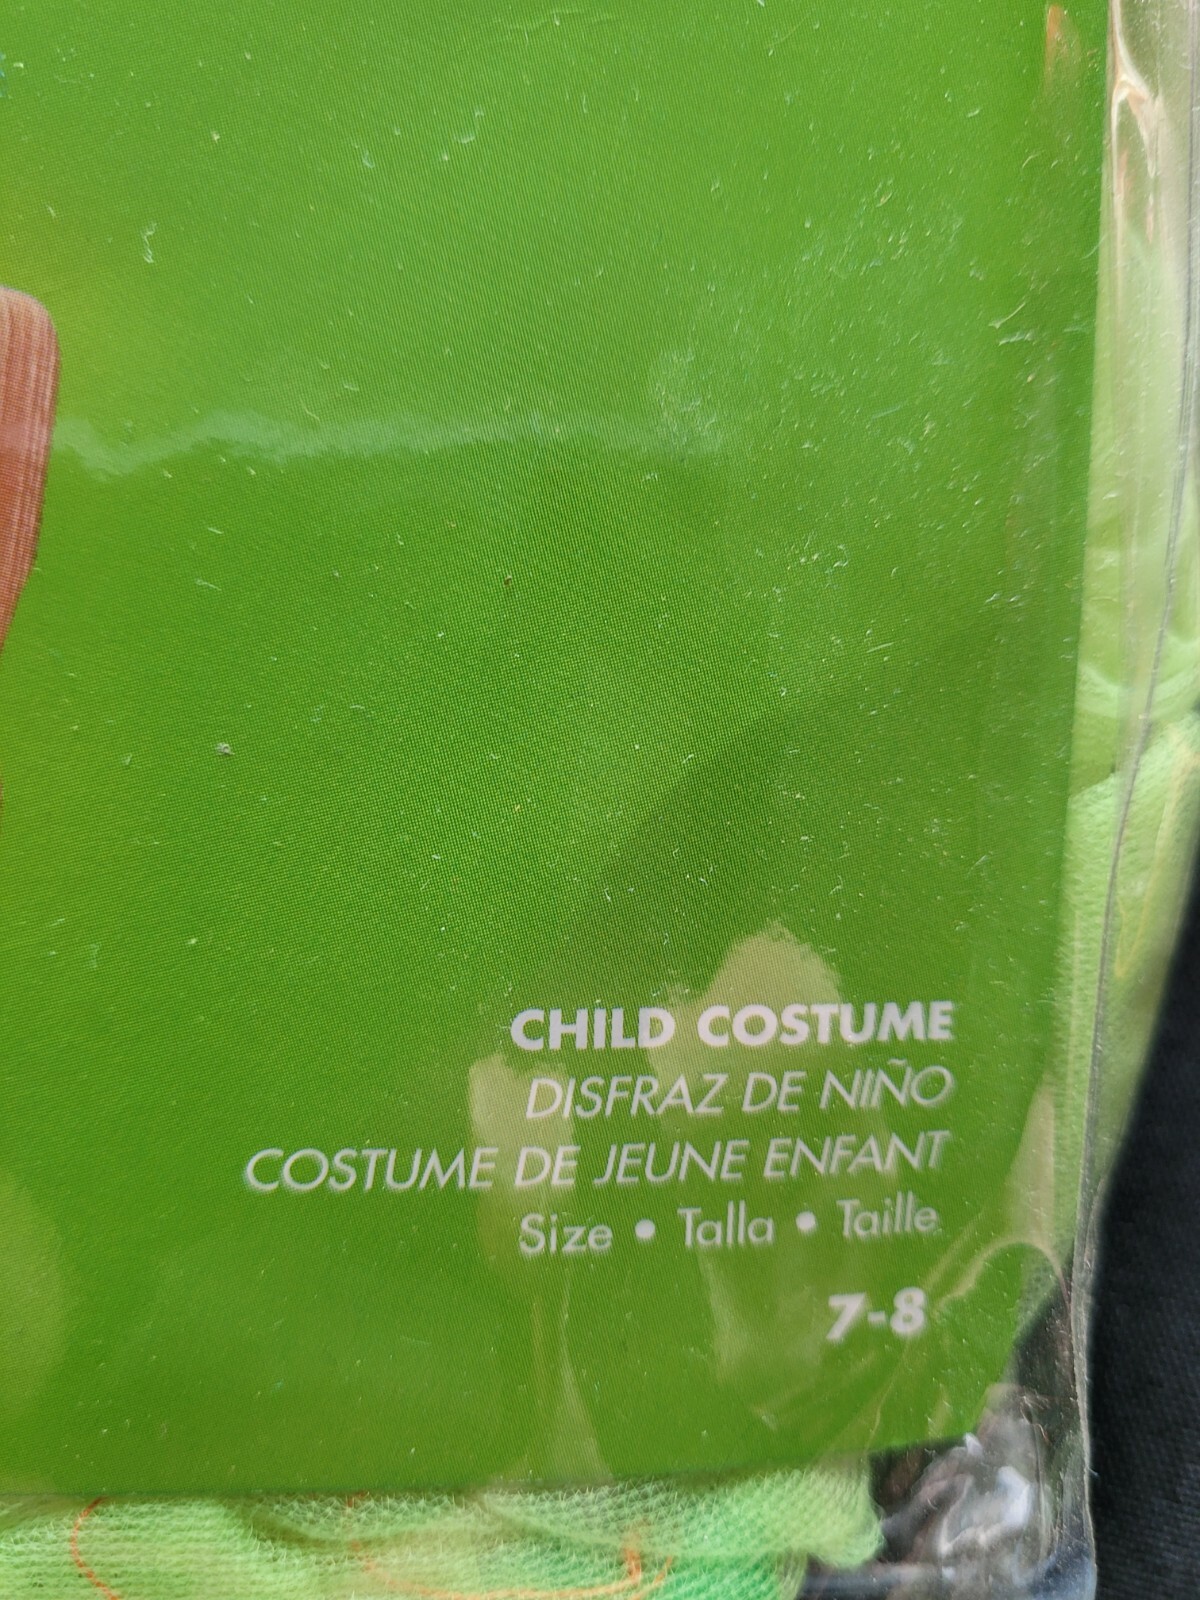 CHILD COSTUME
DISFRAZ DE NIÑO
COSTUME DE JEUNE ENFANT
Size • Talla • Taille
7-8